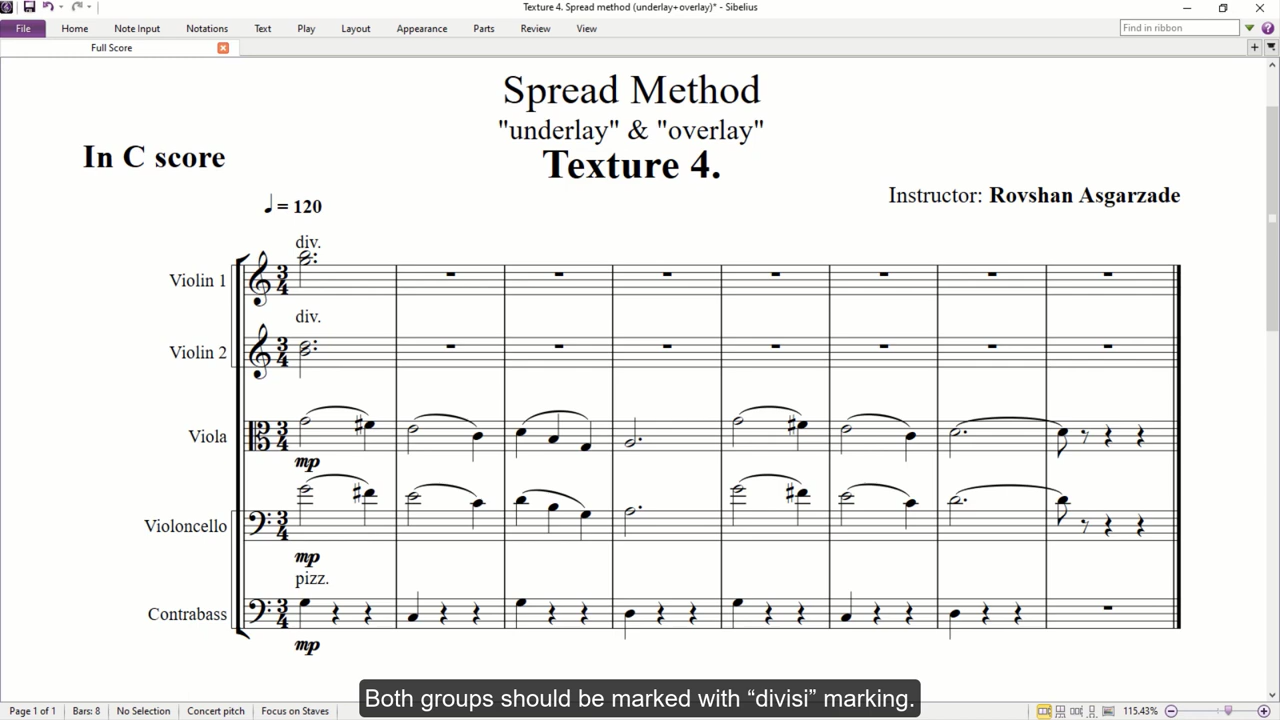 Texture 4. Spread method (underlay+overlay)* - Sibelius
File Home Note Input Notations Text Play Layout Appearance Parts Review View
Find in ribbon
Full Score
Spread Method
"underlay" & "overlay"
In C score
Texture 4.
Instructor: Rovshan Asgarzade
= 120
div.
Violin 1
div.
Violin 2
Viola
mp
Violoncello
mp
pizz.
Contrabass
mp
Both groups should be marked with “divisi” marking.
Page 1 of 1 Bars: 8 No Selection Concert pitch Focus on Staves 115.43%